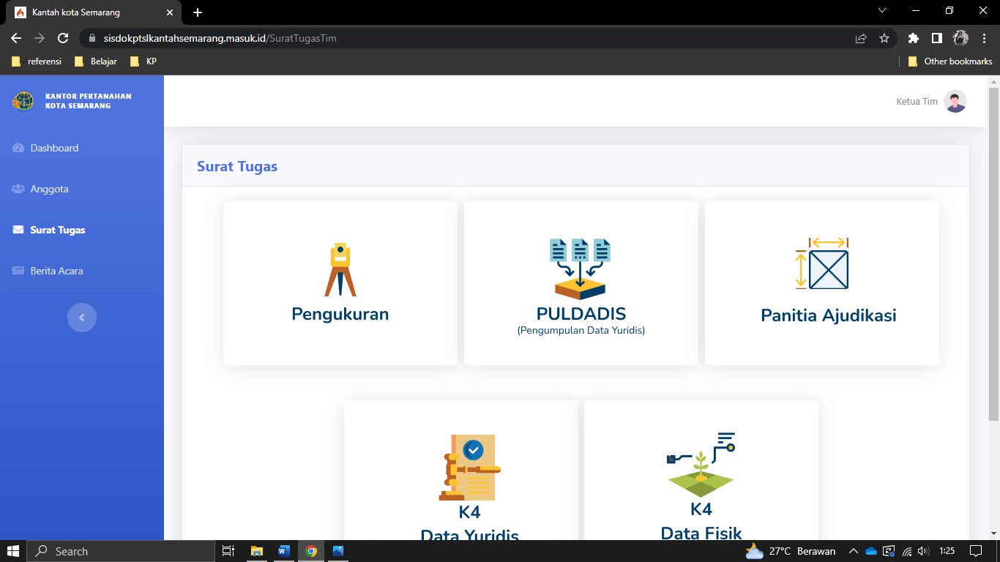 Kantah kota Semarang
sisdokptslkantahsemarang.masuk.id/SuratTugasTim
referensi
Belajar
KP
Other bookmarks
KANTOR PERTANAHAN
KOTA SEMARANG
Ketua Tim
Dashboard
Anggota
Surat Tugas
Berita Acara
Surat Tugas
Pengukuran
PULDADIS
(Pengumpulan Data Yuridis)
Panitia Ajudikasi
K4
Data Yuridis
K4
Data Fisik
Search
27°C Berawan
1:25